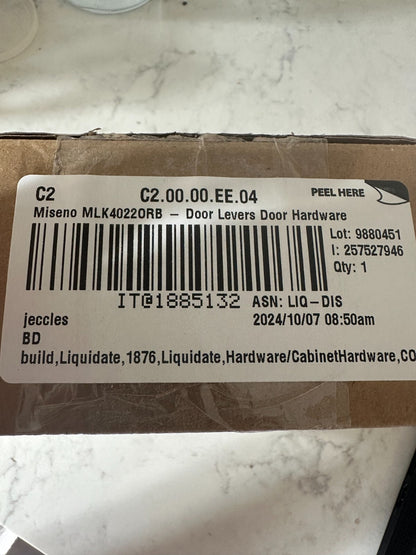 C2 C2.00.00.EE.04 PEEL HERE
Miseno MLK4022ORB – Door Levers Door Hardware
Lot: 9880451
I: 257527946
Qty: 1
IT@1885132 ASN: LIQ-DIS
jeccles 2024/10/07 08:50am
BD
build,Liquidate,1876,Liquidate,Hardware/CabinetHardware,CO